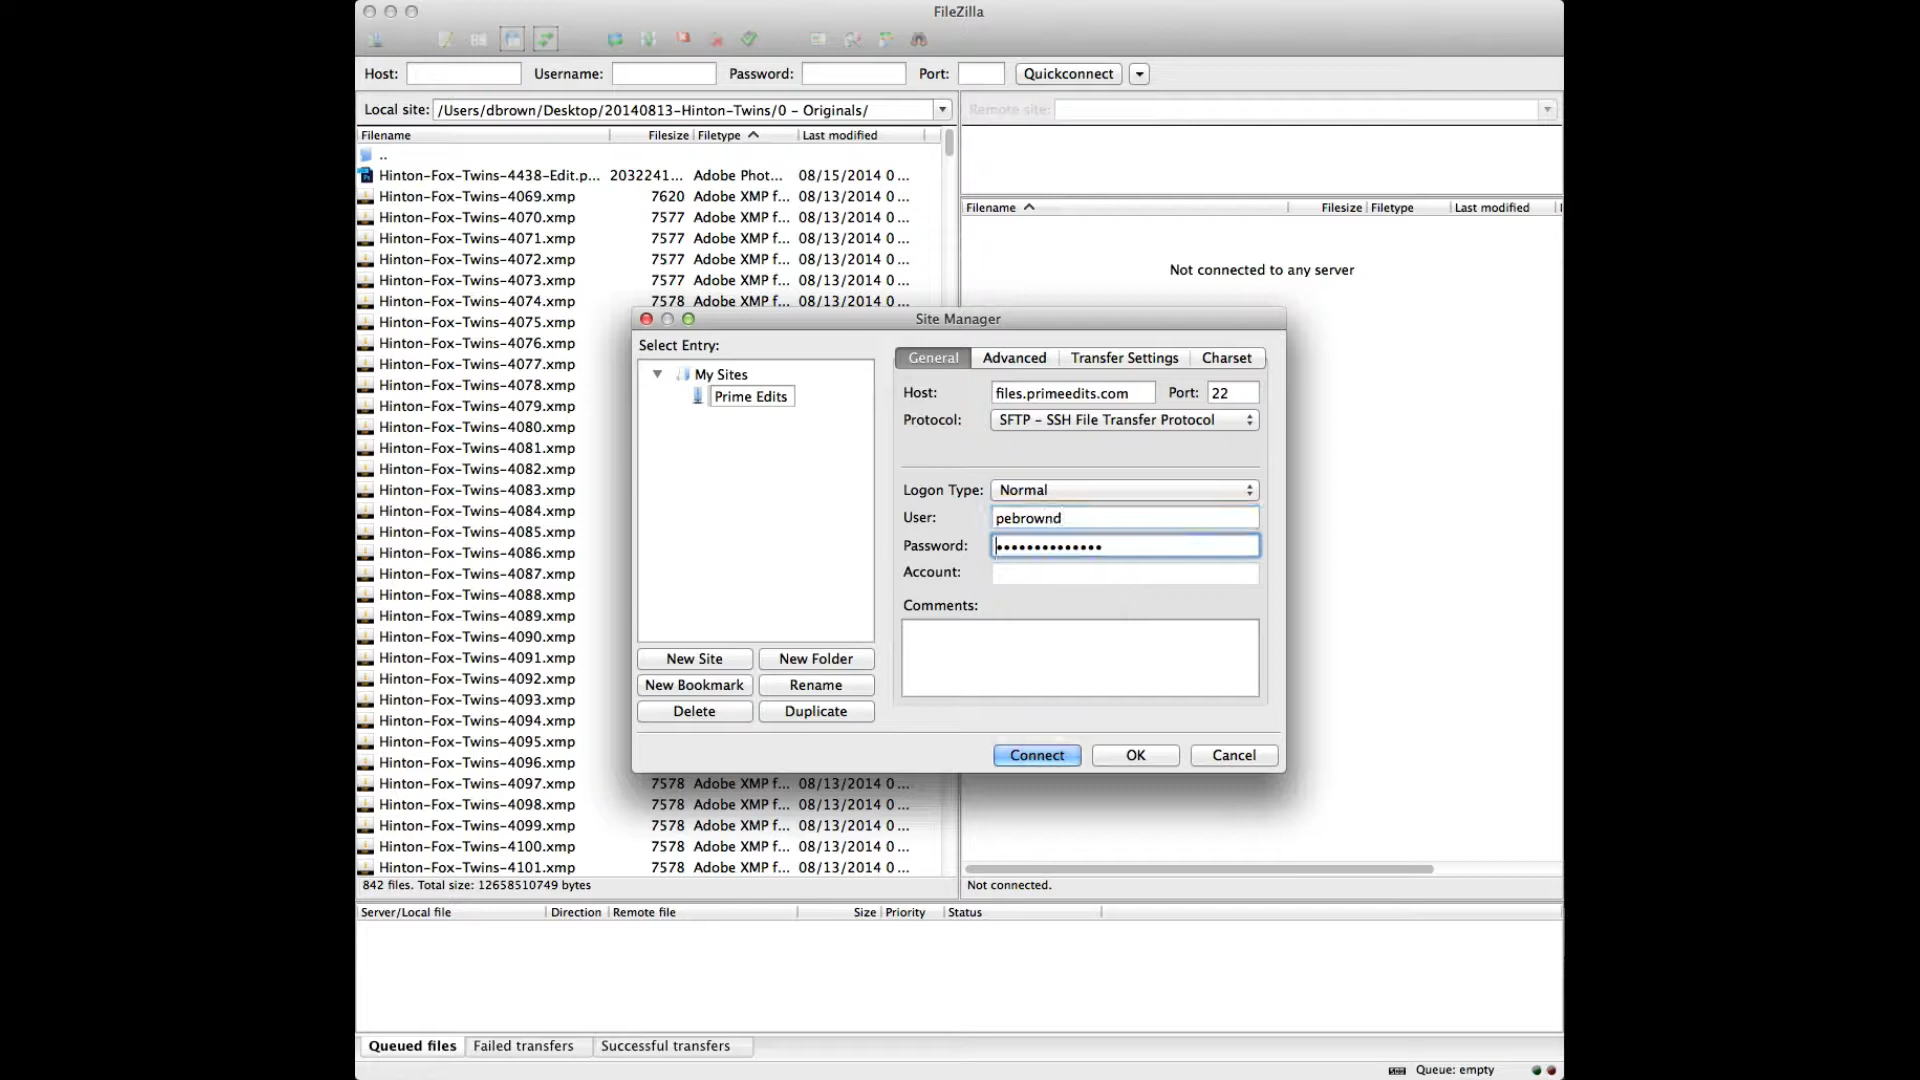 FileZilla
Host: Username: Password: Port: Quickconnect
Local site: /Users/dbrown/Desktop/20140813-Hinton-Twins/0 - Originals/
Remote site:
Filename Filesize Filetype Last modified
..
Hinton-Fox-Twins-4438-Edit.p... 2032241... Adobe Phot... 08/15/2014 0...
Hinton-Fox-Twins-4069.xmp 7620 Adobe XMP f... 08/13/2014 0...
Hinton-Fox-Twins-4070.xmp 7577 Adobe XMP f... 08/13/2014 0...
Hinton-Fox-Twins-4071.xmp 7577 Adobe XMP f... 08/13/2014 0...
Hinton-Fox-Twins-4072.xmp 7577 Adobe XMP f... 08/13/2014 0...
Hinton-Fox-Twins-4073.xmp 7577 Adobe XMP f... 08/13/2014 0...
Hinton-Fox-Twins-4074.xmp 7578 Adobe XMP f... 08/13/2014 0...
Hinton-Fox-Twins-4075.xmp
Hinton-Fox-Twins-4076.xmp
Hinton-Fox-Twins-4077.xmp
Hinton-Fox-Twins-4078.xmp
Hinton-Fox-Twins-4079.xmp
Hinton-Fox-Twins-4080.xmp
Hinton-Fox-Twins-4081.xmp
Hinton-Fox-Twins-4082.xmp
Hinton-Fox-Twins-4083.xmp
Hinton-Fox-Twins-4084.xmp
Hinton-Fox-Twins-4085.xmp
Hinton-Fox-Twins-4086.xmp
Hinton-Fox-Twins-4087.xmp
Hinton-Fox-Twins-4088.xmp
Hinton-Fox-Twins-4089.xmp
Hinton-Fox-Twins-4090.xmp
Hinton-Fox-Twins-4091.xmp
Hinton-Fox-Twins-4092.xmp
Hinton-Fox-Twins-4093.xmp
Hinton-Fox-Twins-4094.xmp
Hinton-Fox-Twins-4095.xmp
Hinton-Fox-Twins-4096.xmp
Hinton-Fox-Twins-4097.xmp 7578 Adobe XMP f... 08/13/2014 0...
Hinton-Fox-Twins-4098.xmp 7578 Adobe XMP f... 08/13/2014 0...
Hinton-Fox-Twins-4099.xmp 7578 Adobe XMP f... 08/13/2014 0...
Hinton-Fox-Twins-4100.xmp 7578 Adobe XMP f... 08/13/2014 0...
Hinton-Fox-Twins-4101.xmp 7578 Adobe XMP f... 08/13/2014 0...
842 files. Total size: 12658510749 bytes
Filename Filesize Filetype Last modified
Not connected to any server
Not connected.
Site Manager
Select Entry:
My Sites
Prime Edits
New Site New Folder
New Bookmark Rename
Delete Duplicate
General Advanced Transfer Settings Charset
Host: files.primeedits.com Port: 22
Protocol: SFTP - SSH File Transfer Protocol
Logon Type: Normal
User: pebrownd
Password: ••••••••••••••
Account:
Comments:
Connect OK Cancel
Server/Local file Direction Remote file Size Priority Status
Queued files Failed transfers Successful transfers
Queue: empty